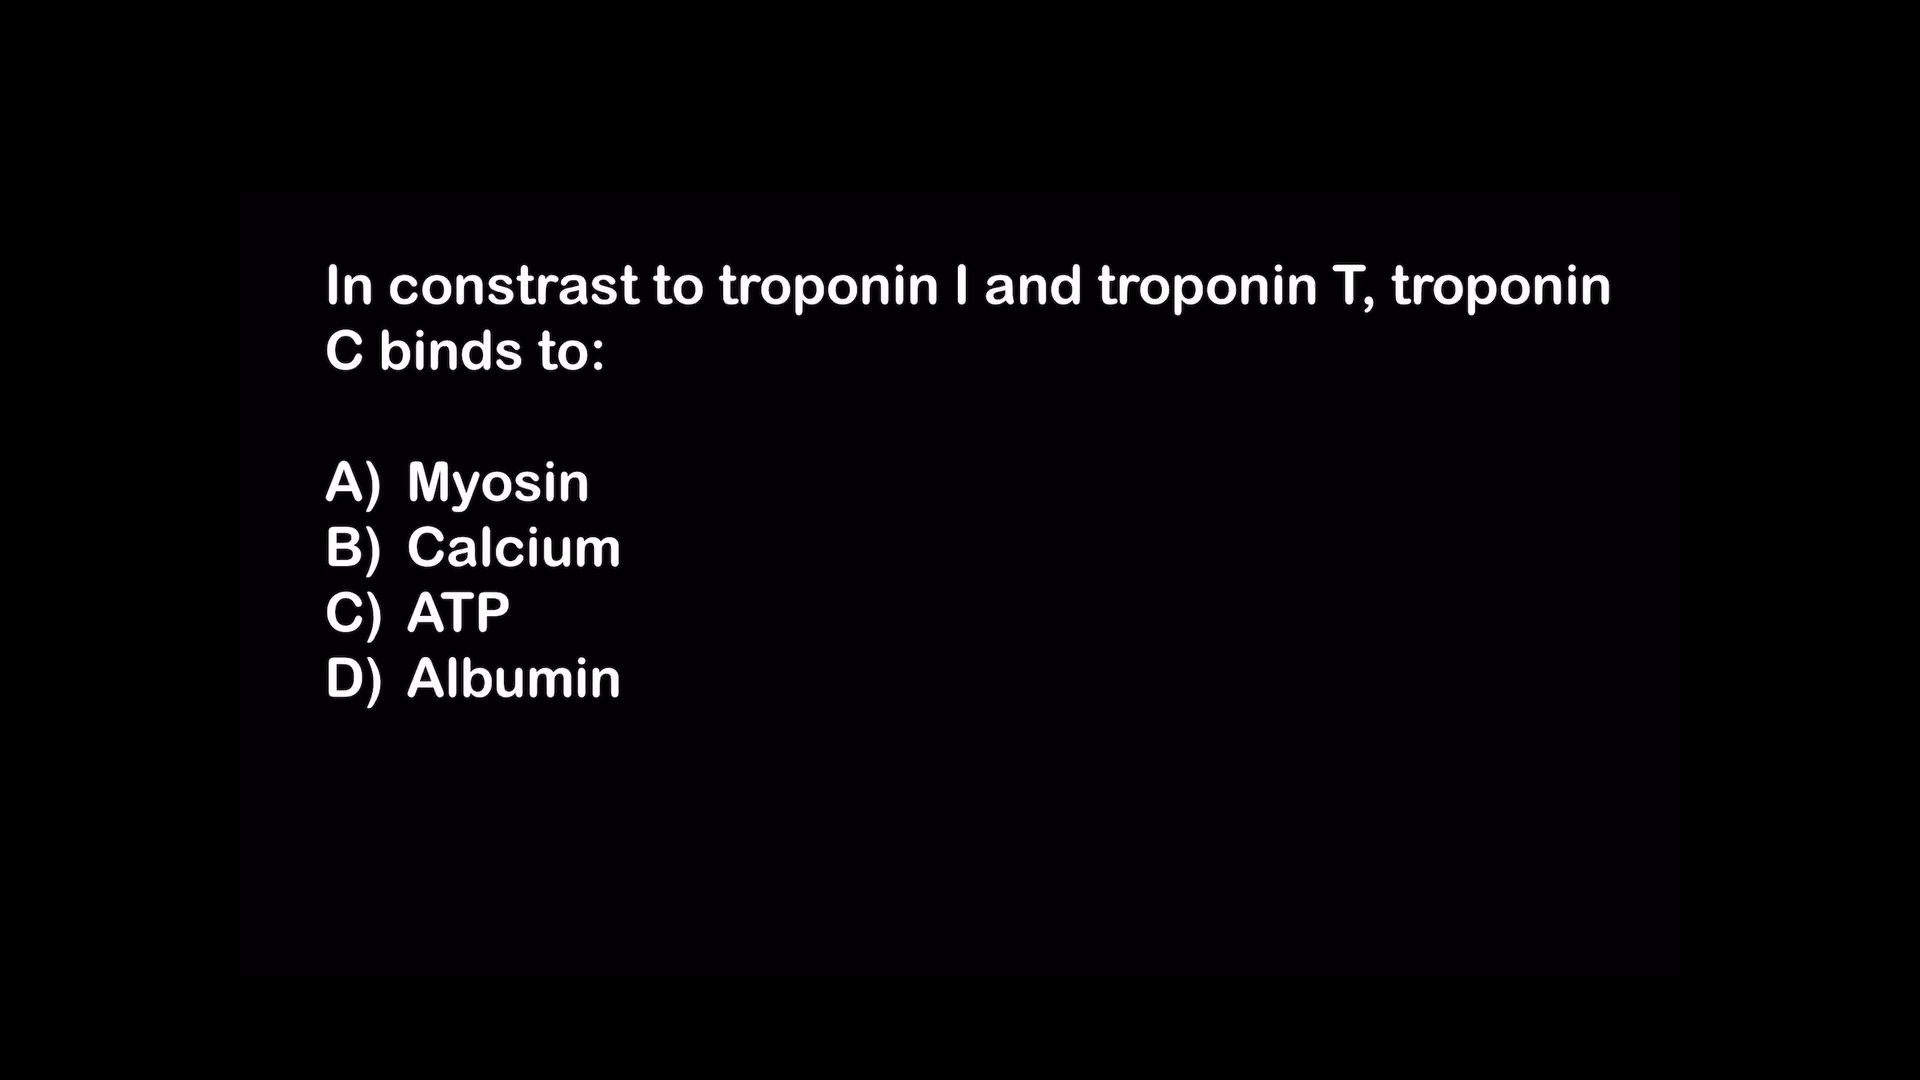 In constrast to troponin I and troponin T, troponin
C binds to:
A) Myosin
B) Calcium
C) ATP
D) Albumin